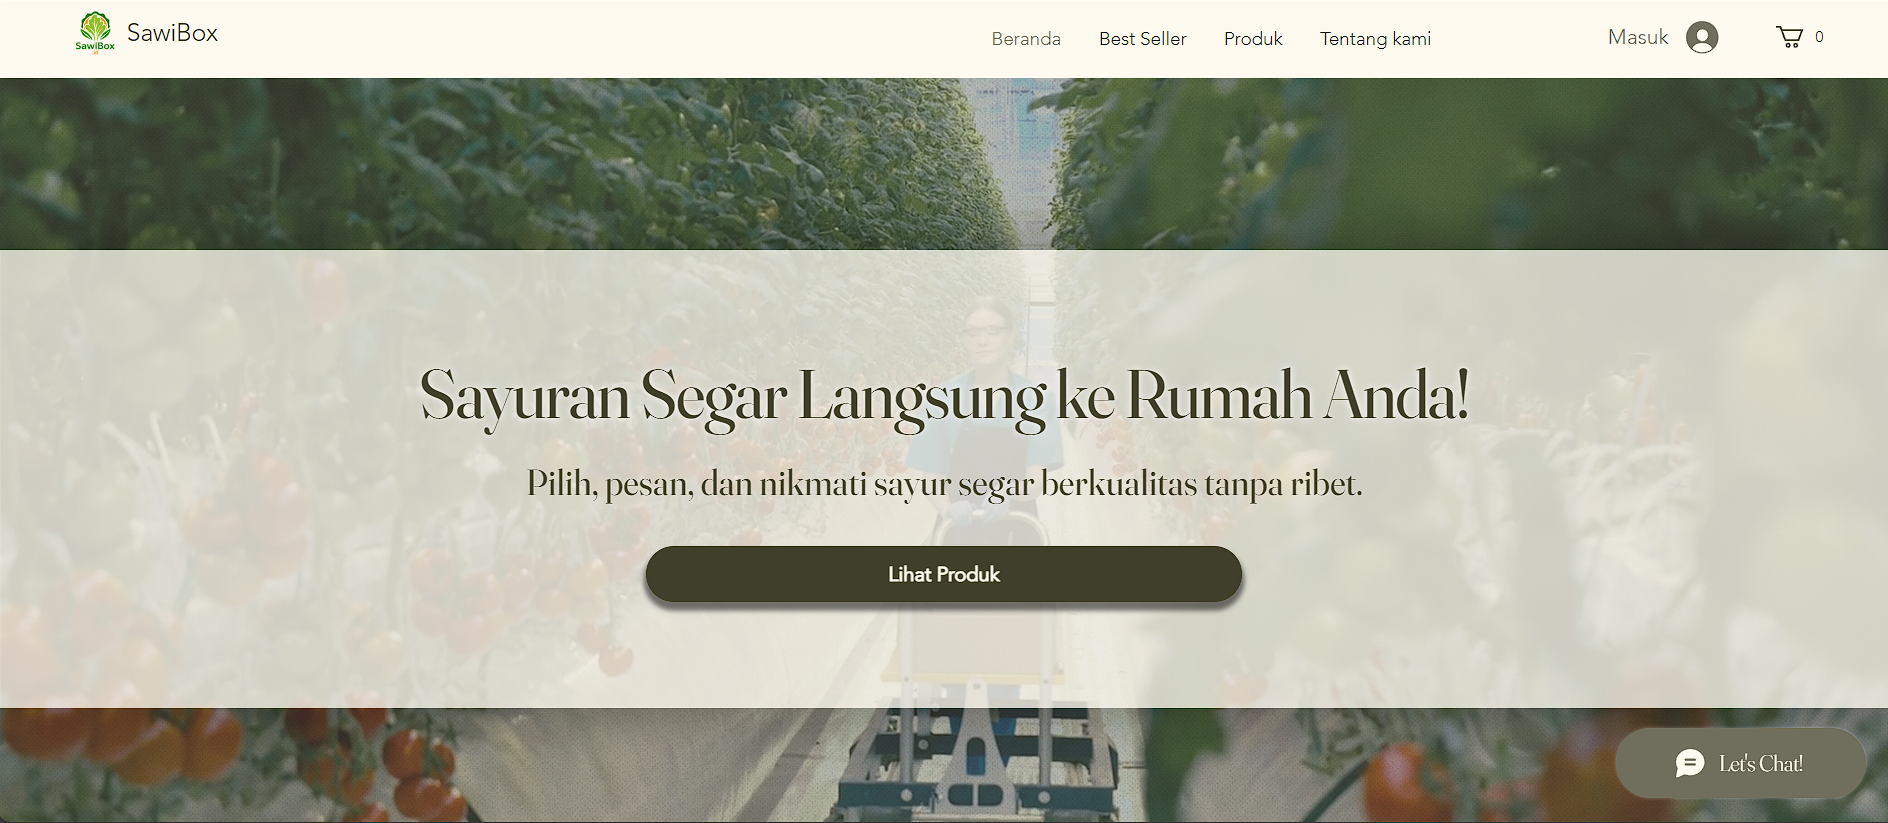 SawiBox
SawiBox
Beranda
Best Seller
Produk
Tentang kami
Masuk
0
Sayuran Segar Langsung ke Rumah Anda!
Pilih, pesan, dan nikmati sayur segar berkualitas tanpa ribet.
Lihat Produk
Let's Chat!